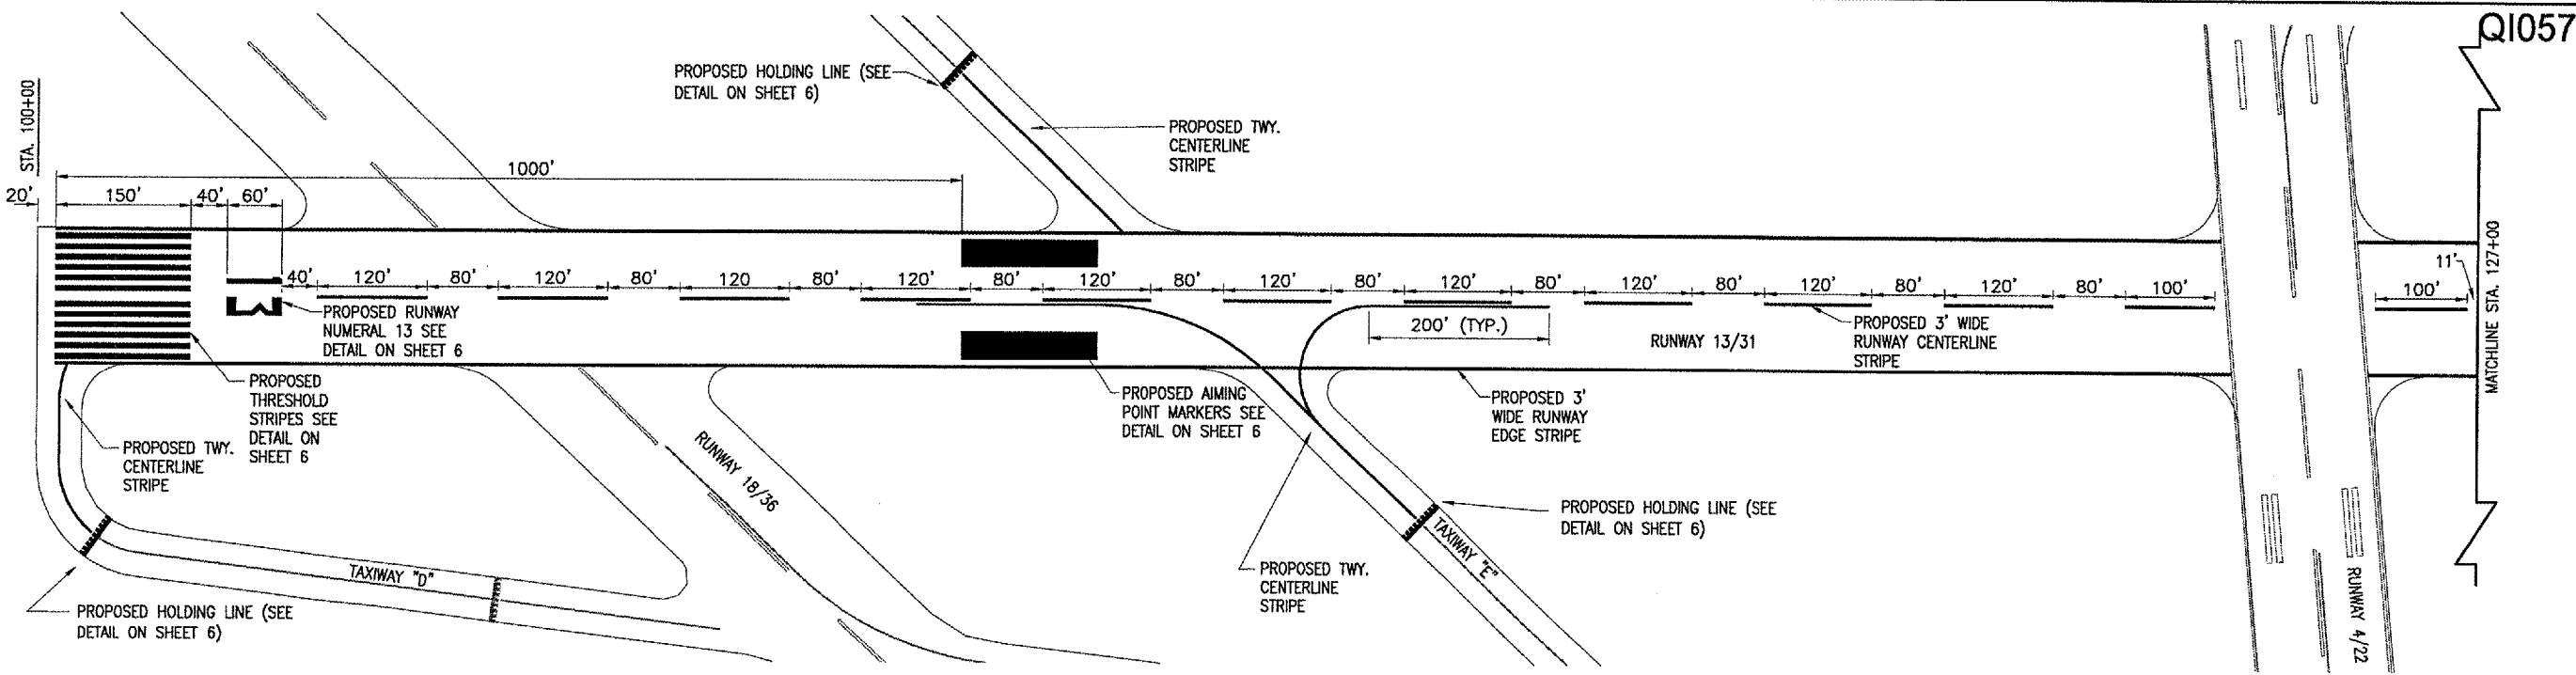 QI057
STA. 100+00
PROPOSED HOLDING LINE (SEE
DETAIL ON SHEET 6)
PROPOSED TWY.
CENTERLINE
STRIPE
1000'
20'
150'
40'
60'
40'
120'
80'
120'
80'
120
80'
120'
80'
120'
80'
120'
80'
120'
80'
120'
80'
120'
80'
120'
80'
100'
11'
100'
MATCHLINE STA. 127+00
PROPOSED RUNWAY
NUMERAL 13 SEE
DETAIL ON SHEET 6
200' (TYP.)
RUNWAY 13/31
PROPOSED 3' WIDE
RUNWAY CENTERLINE
STRIPE
PROPOSED
THRESHOLD
STRIPES SEE
DETAIL ON
SHEET 6
PROPOSED AIMING
POINT MARKERS SEE
DETAIL ON SHEET 6
PROPOSED 3'
WIDE RUNWAY
EDGE STRIPE
PROPOSED TWY.
CENTERLINE
STRIPE
RUNWAY 18/36
PROPOSED HOLDING LINE (SEE
DETAIL ON SHEET 6)
TAXIWAY "D"
TAXIWAY "E"
PROPOSED TWY.
CENTERLINE
STRIPE
RUNWAY 4/22
PROPOSED HOLDING LINE (SEE
DETAIL ON SHEET 6)